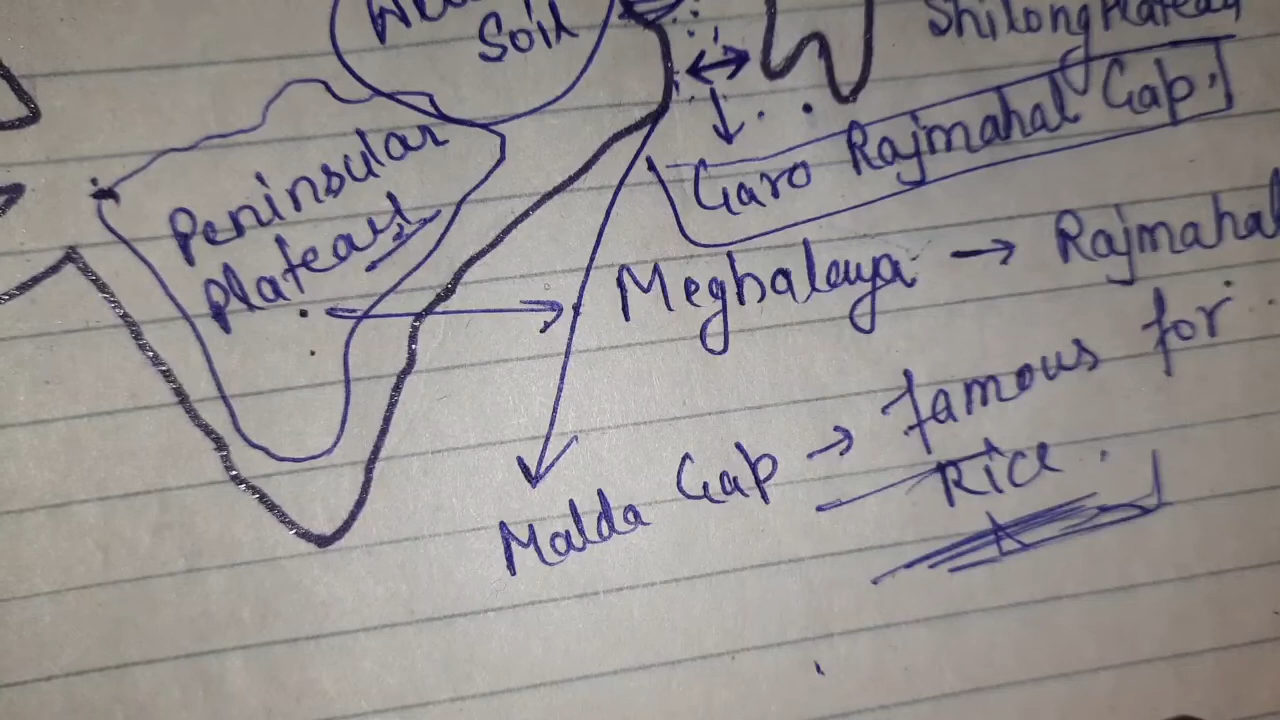 Soil
Shilong Plateau
Garo Rajmahal Gap.
Peninsular
plateau
Meghalaya → Rajmahal
Malda Gap → famous for
Rice.